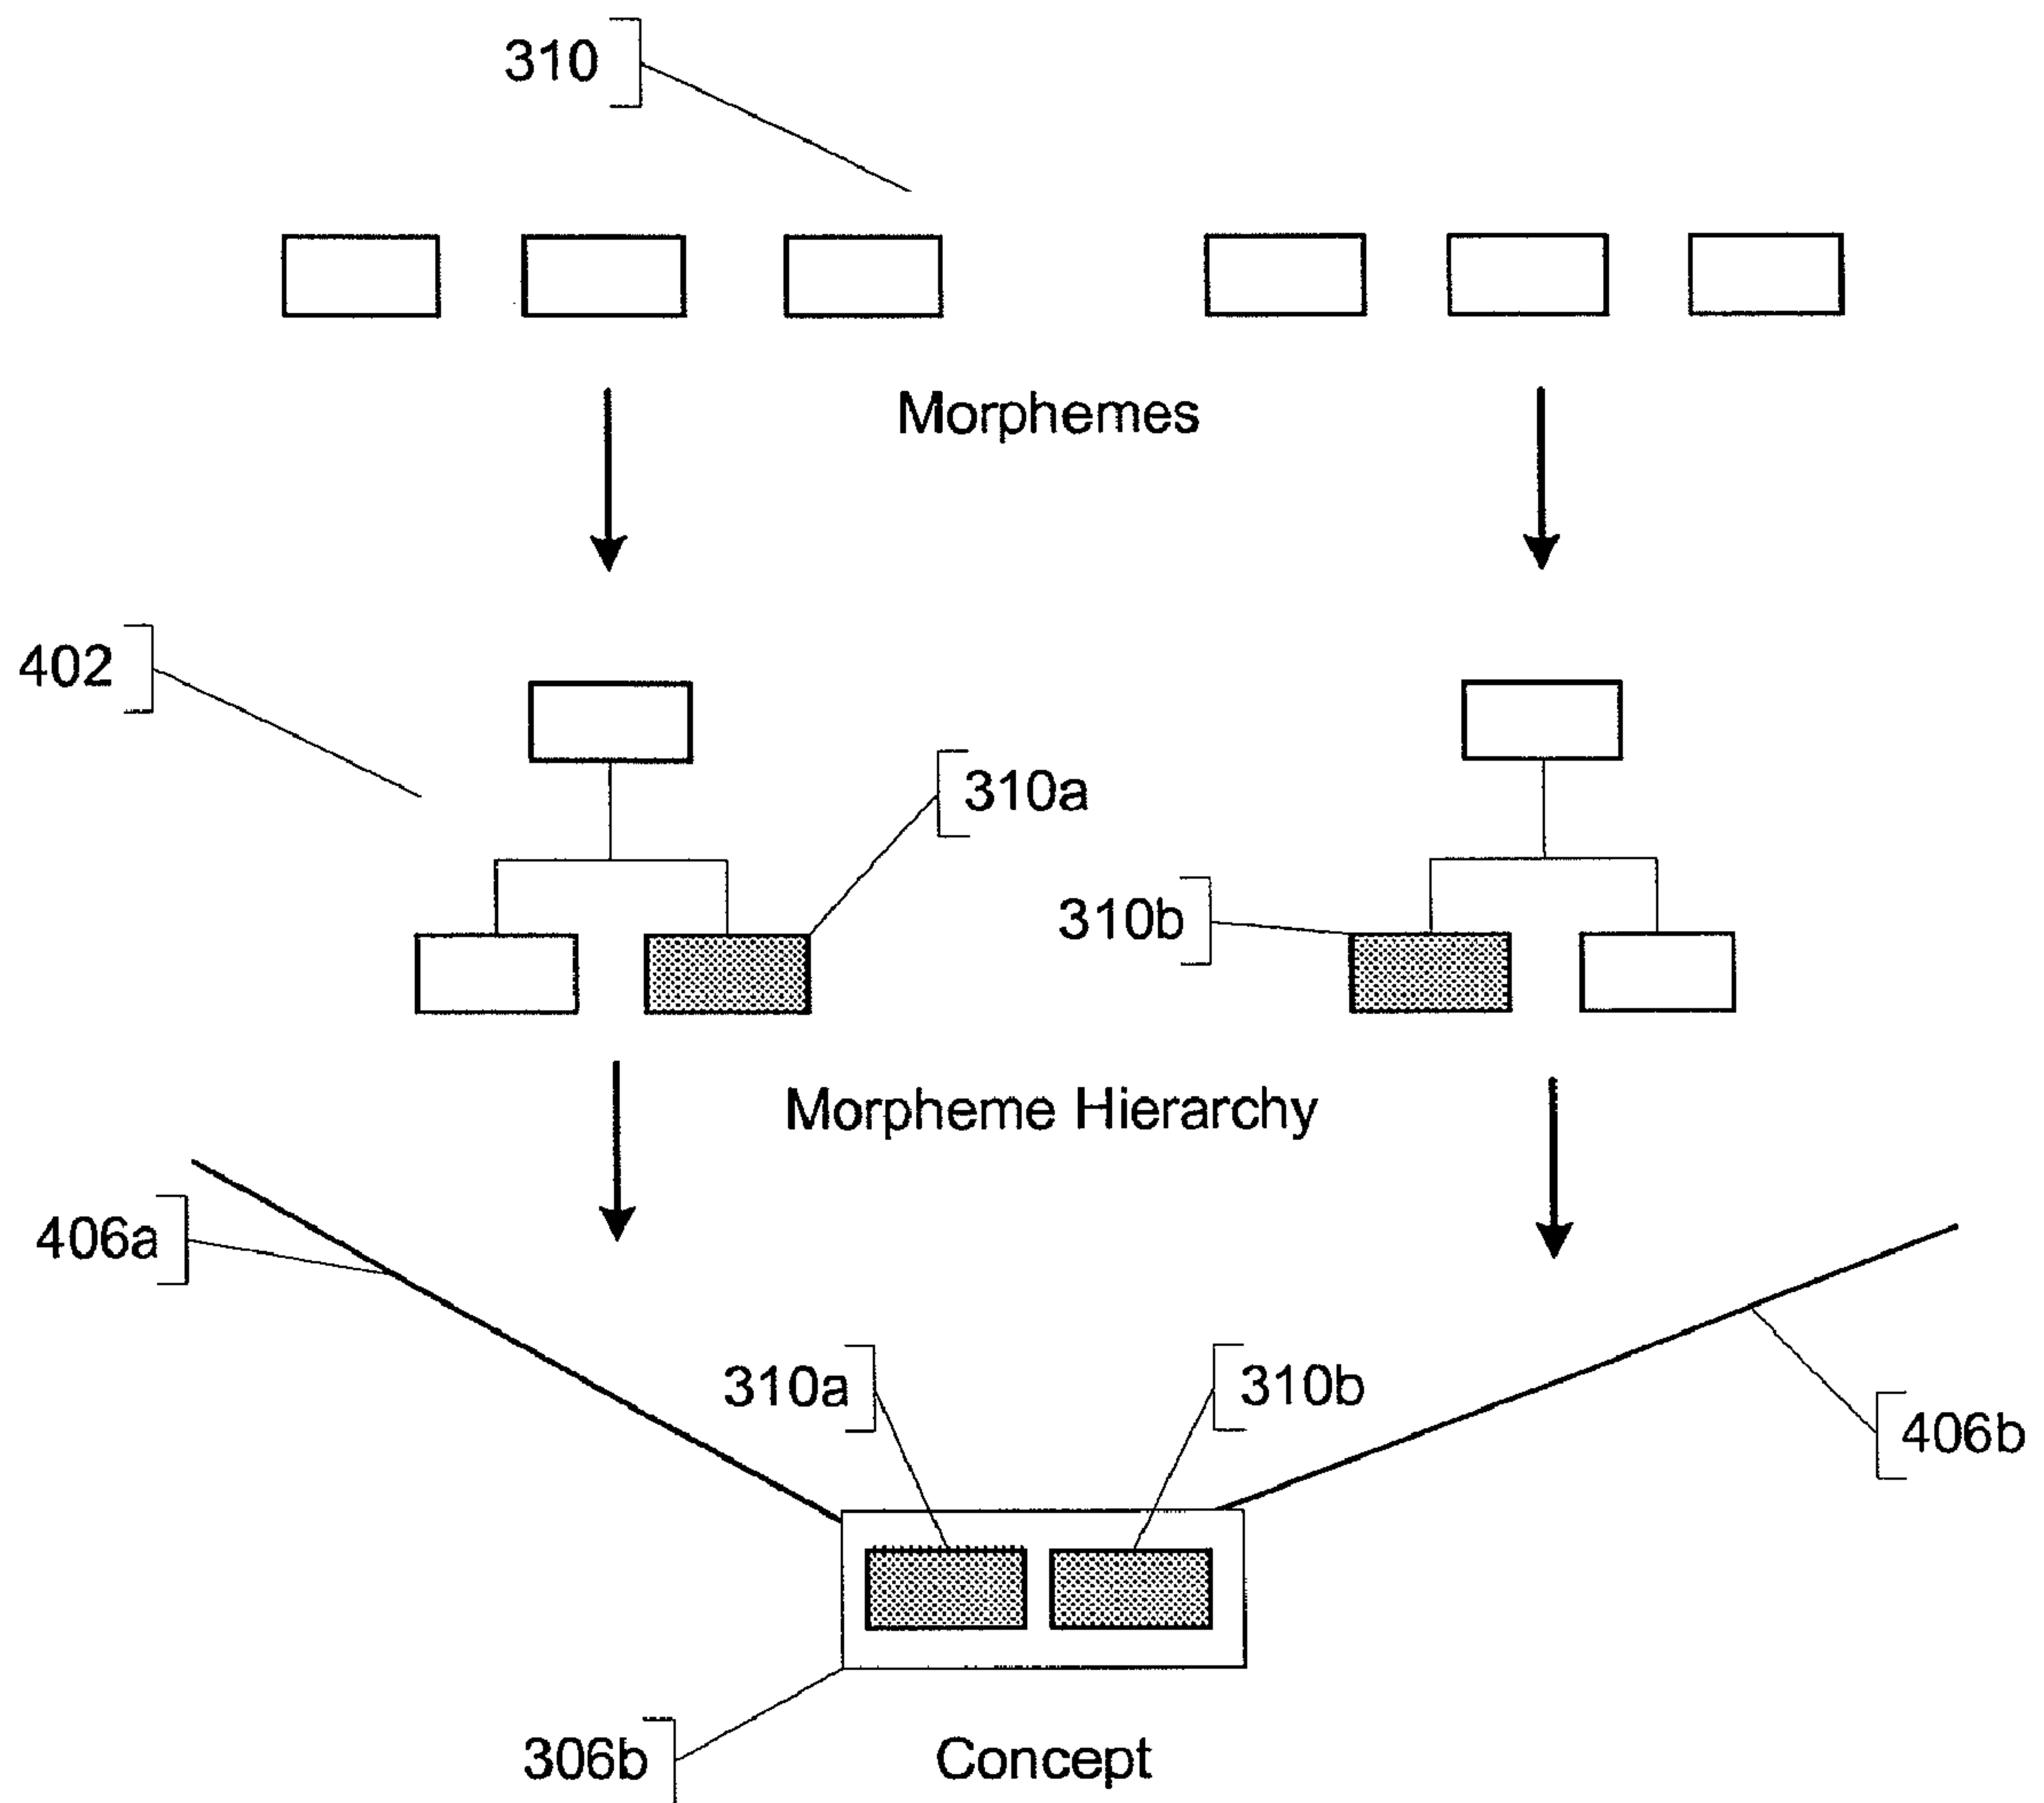 310
Morphemes
402
310a
310b
Morpheme Hierarchy
406a
310a
310b
406b
306b
Concept